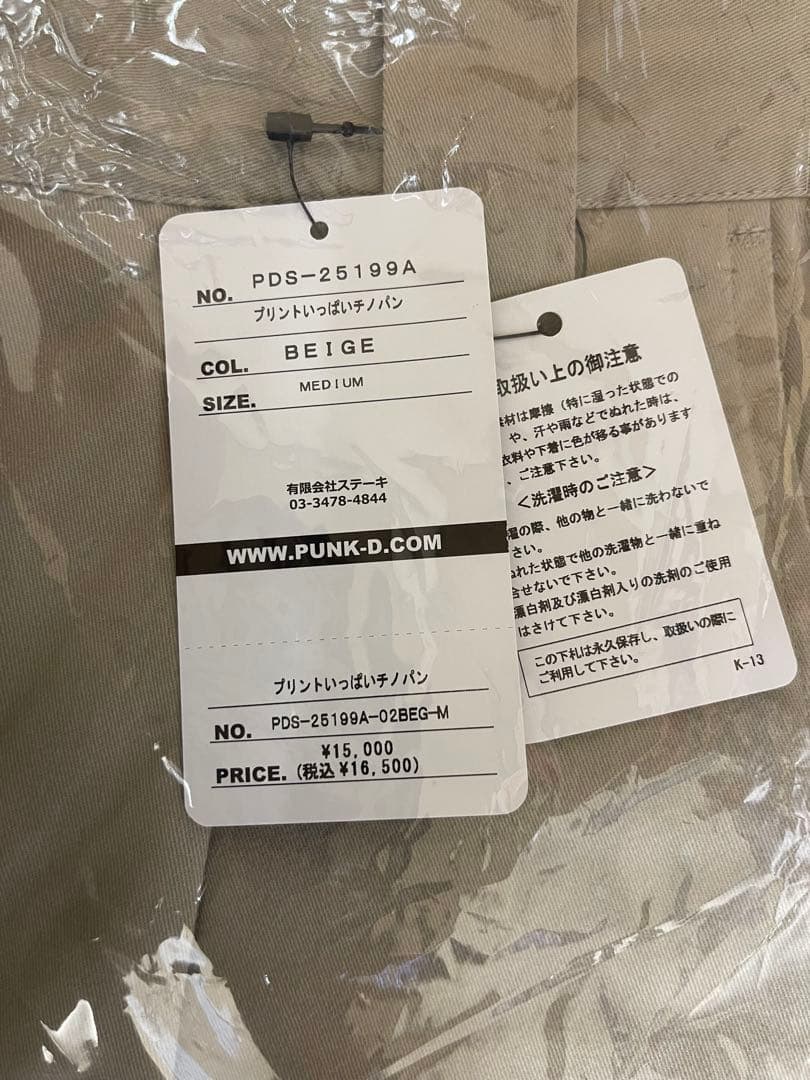 NO. PDS-25199A
プリントいっぱいチノパン
COL. BEIGE
SIZE. MEDIUM
有限会社ステーキ
03-3478-4844
WWW.PUNK-D.COM
プリントいっぱいチノパン
NO. PDS-25199A-02BEG-M
¥15,000
PRICE. (税込¥16,500)
取扱い上の御注意
材は摩擦（特に湿った状態での
や、汗や雨などでぬれた時は、
衣料や下着に色が移る事があります
、ご注意下さい。
＜洗濯時のご注意＞
の際、他の物と一緒に洗わないで
さい。
れた状態で他の洗濯物と一緒に重ね
合せないで下さい。
漂白剤及び漂白剤入りの洗剤のご使用
はさけて下さい。
この下札は永久保存し、取扱いの際に
ご利用して下さい。
K-13